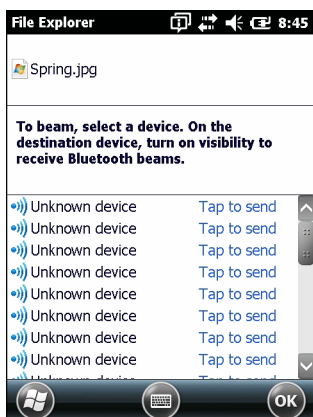 File Explorer 8:45
Spring.jpg
To beam, select a device. On the
destination device, turn on visibility to
receive Bluetooth beams.
Unknown device Tap to send
Unknown device Tap to send
Unknown device Tap to send
Unknown device Tap to send
Unknown device Tap to send
Unknown device Tap to send
Unknown device Tap to send
Unknown device Tap to send
OK